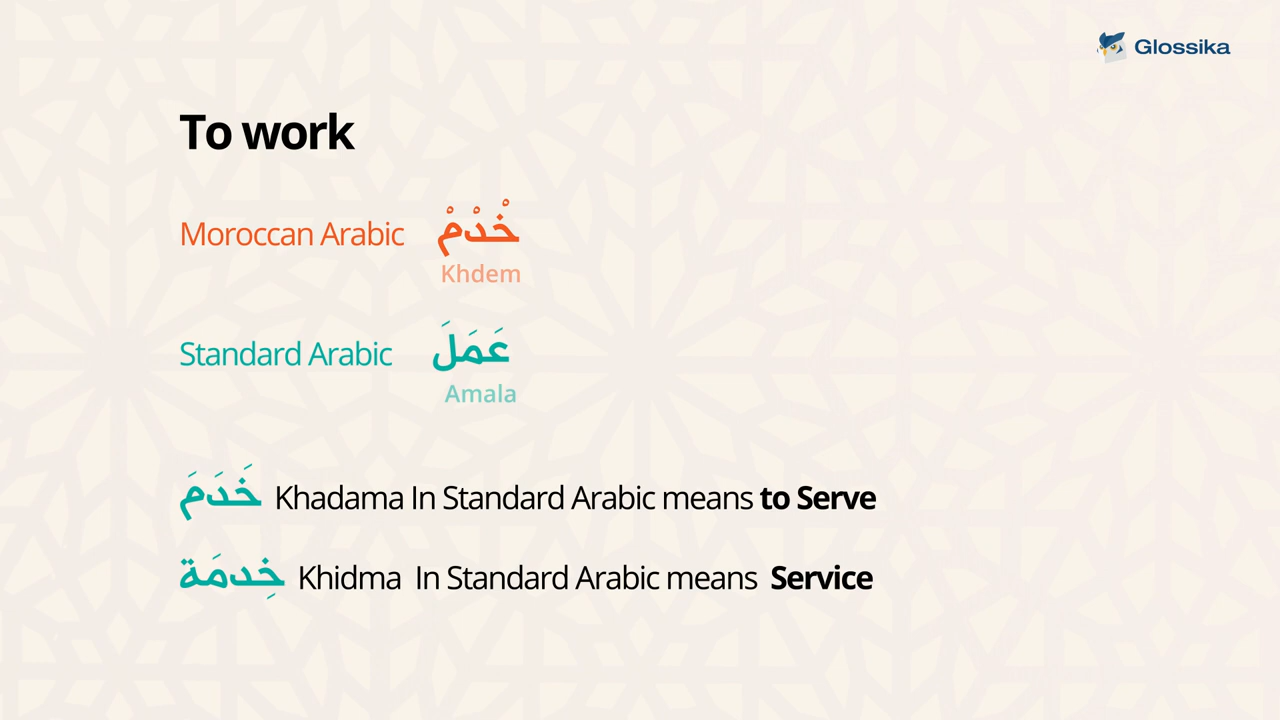 Glossika
To work
Moroccan Arabic خْدْمْ
Khdem
Standard Arabic عَمَلَ
Amala
خَدَمَ Khadama In Standard Arabic means to Serve
خِدمَة Khidma In Standard Arabic means Service